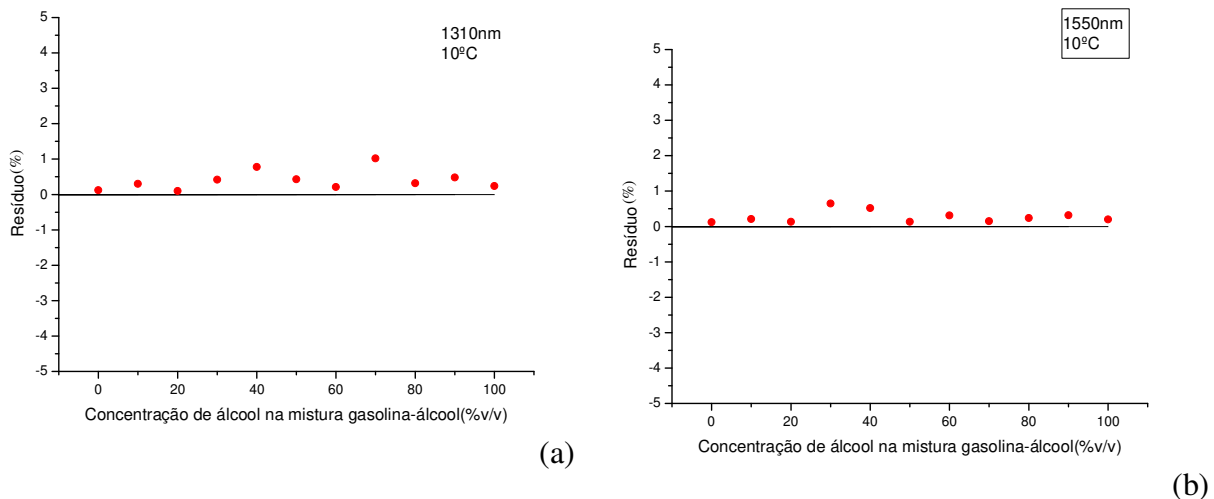 1310nm
10ºC
5
4
3
2
1
0
-1
-2
-3
-4
-5
Resíduo(%)
0 20 40 60 80 100
Concentração de álcool na mistura gasolina-álcool(%v/v)
(a)
1550nm
10ºC
5
4
3
2
1
0
-1
-2
-3
-4
-5
Resíduo(%)
0 20 40 60 80 100
Concentração de álcool na mistura gasolina-álcool(%v/v)
(b)